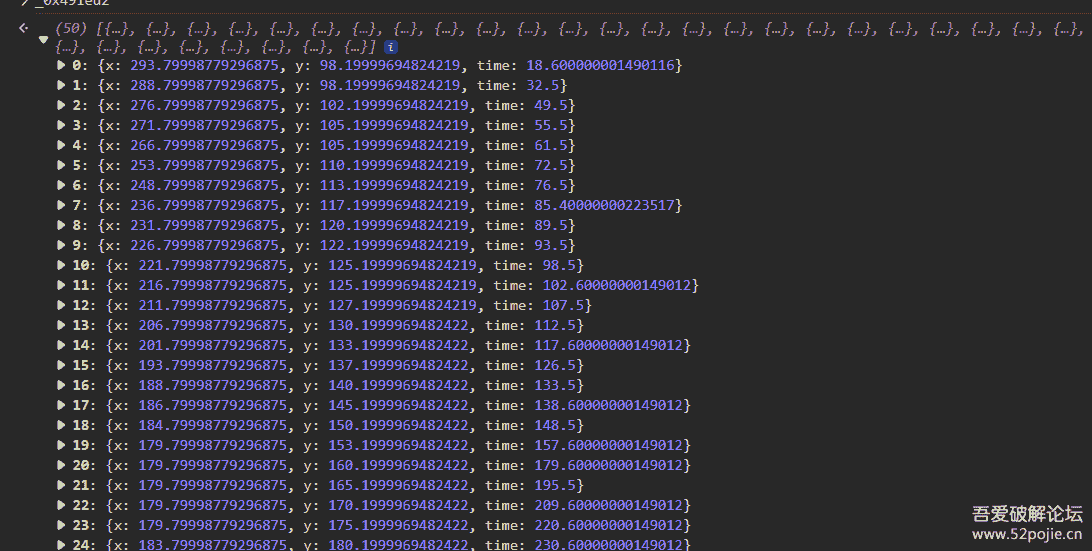 _0x491ed2
(50) [{…}, {…}, {…}, {…}, {…}, {…}, {…}, {…}, {…}, {…}, {…}, {…}, {…}, {…}, {…}, {…}, {…}, {…}, {…}, {…}, {…}, {…}, {…}, {…}, {…},
{…}, {…}, {…}, {…}, {…}, {…}, {…}, {…}] i
0: {x: 293.79998779296875, y: 98.19999694824219, time: 18.600000001490116}
1: {x: 288.79998779296875, y: 98.19999694824219, time: 32.5}
2: {x: 276.79998779296875, y: 102.19999694824219, time: 49.5}
3: {x: 271.79998779296875, y: 105.19999694824219, time: 55.5}
4: {x: 266.79998779296875, y: 105.19999694824219, time: 61.5}
5: {x: 253.79998779296875, y: 110.19999694824219, time: 72.5}
6: {x: 248.79998779296875, y: 113.19999694824219, time: 76.5}
7: {x: 236.79998779296875, y: 117.19999694824219, time: 85.40000000223517}
8: {x: 231.79998779296875, y: 120.19999694824219, time: 89.5}
9: {x: 226.79998779296875, y: 122.19999694824219, time: 93.5}
10: {x: 221.79998779296875, y: 125.19999694824219, time: 98.5}
11: {x: 216.79998779296875, y: 125.19999694824219, time: 102.60000000149012}
12: {x: 211.79998779296875, y: 127.19999694824219, time: 107.5}
13: {x: 206.79998779296875, y: 130.1999969482422, time: 112.5}
14: {x: 201.79998779296875, y: 133.1999969482422, time: 117.60000000149012}
15: {x: 193.79998779296875, y: 137.1999969482422, time: 126.5}
16: {x: 188.79998779296875, y: 140.1999969482422, time: 133.5}
17: {x: 186.79998779296875, y: 145.1999969482422, time: 138.60000000149012}
18: {x: 184.79998779296875, y: 150.1999969482422, time: 148.5}
19: {x: 179.79998779296875, y: 153.1999969482422, time: 157.60000000149012}
20: {x: 179.79998779296875, y: 160.1999969482422, time: 179.60000000149012}
21: {x: 179.79998779296875, y: 165.1999969482422, time: 195.5}
22: {x: 179.79998779296875, y: 170.1999969482422, time: 209.60000000149012}
23: {x: 179.79998779296875, y: 175.1999969482422, time: 220.60000000149012}
24: {x: 183.79998779296875, y: 180.1999969482422, time: 230.60000000149012}
吾爱破解论坛
www.52pojie.cn